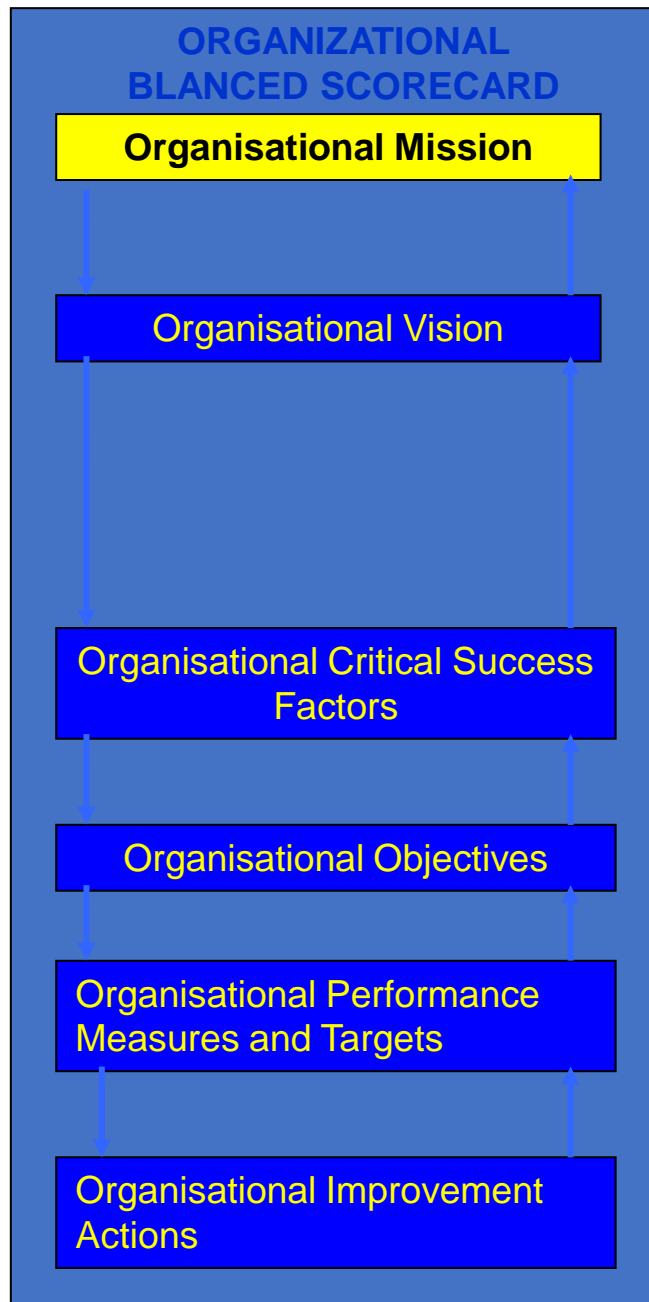 ORGANIZATIONAL
BLANCED SCORECARD
Organisational Mission
Organisational Vision
Organisational Critical Success
Factors
Organisational Objectives
Organisational Performance
Measures and Targets
Organisational Improvement
Actions